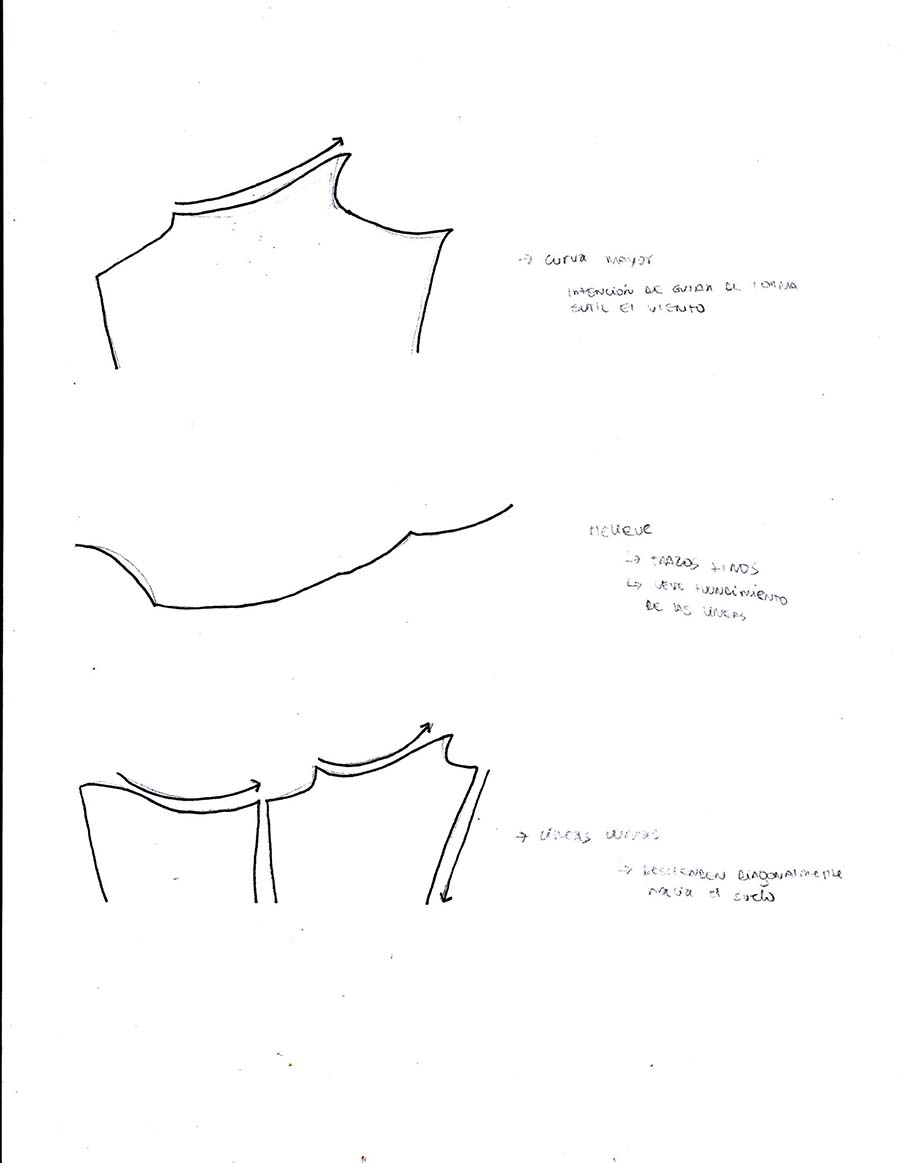 → curva mayor
INTENCIÓN DE GUIAR DE FORMA
SUTIL El VIENTO
RELIEVE
↳ TRAZOS FINOS
↳ LEVE HUNDIMIENTO
DE LAS LÍNEAS
→ LÍNEAS CURVAS
→ DESCIENDEN DIAGONALMENTE
HACIA El suelo